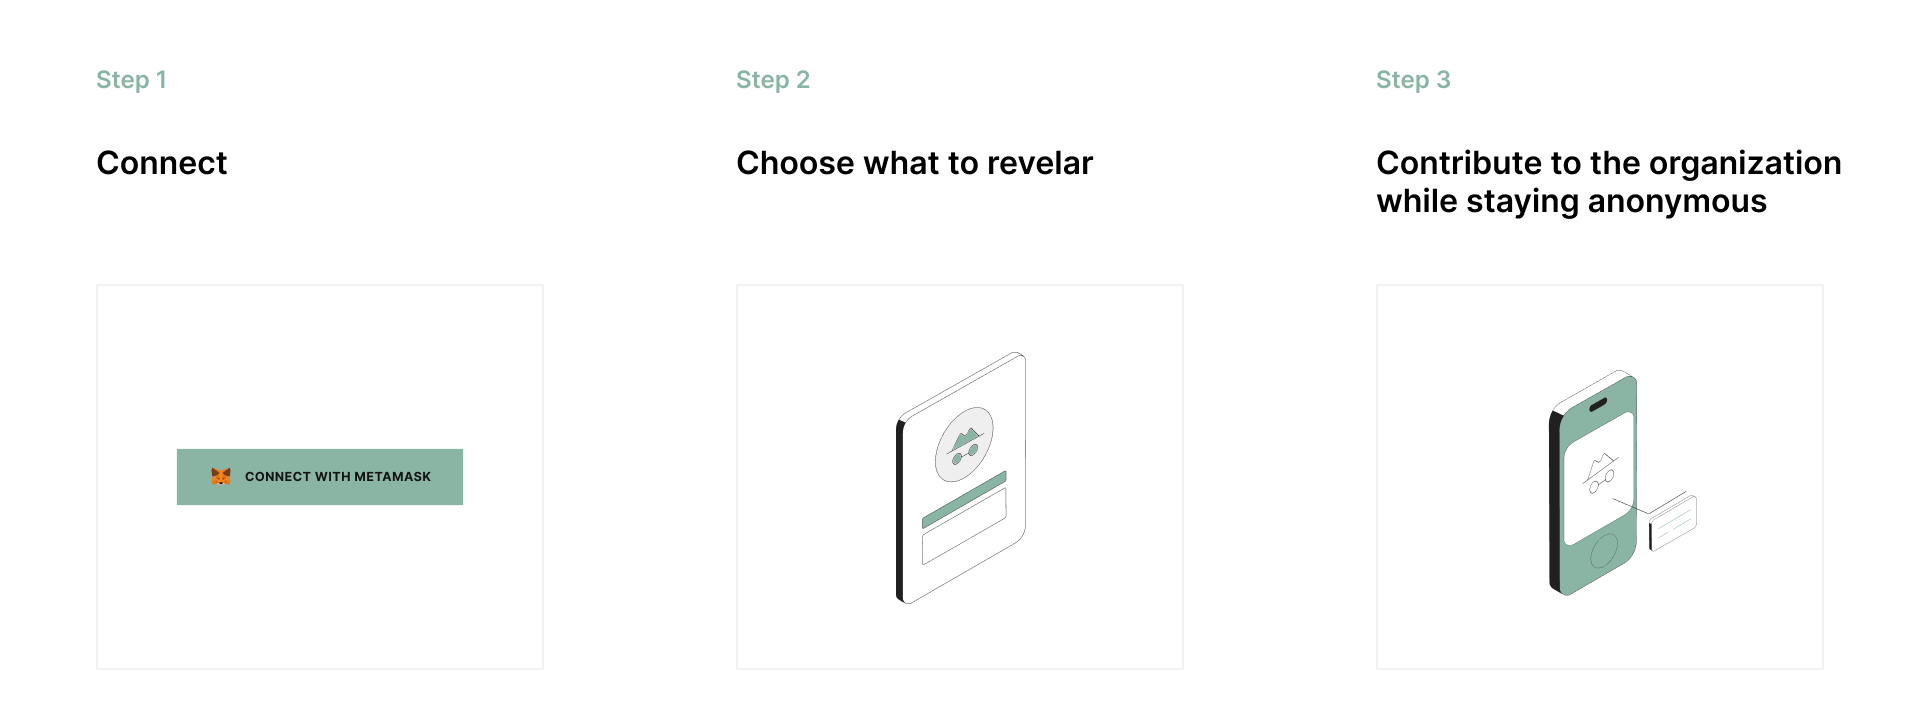 Step 1
Connect
CONNECT WITH METAMASK
Step 2
Choose what to revelar
Step 3
Contribute to the organization
while staying anonymous